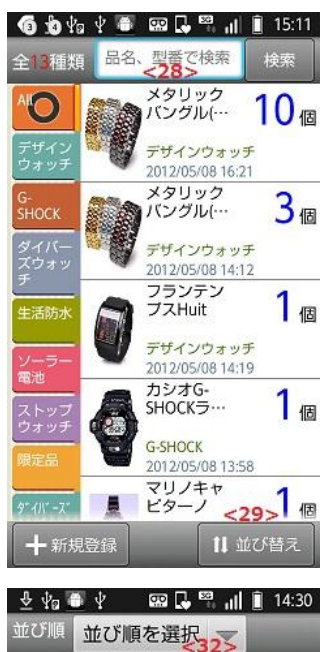 3G 15:11
全13種類 品名、型番で検索 検索
<28>
All
メタリック
バングル(… 10個
デザインウォッチ
2012/05/08 16:21
デザイン
ウォッチ
G-
SHOCK
メタリック
バングル(… 3個
デザインウォッチ
2012/05/08 14:12
ダイバー
ズウォッ
チ
生活防水
フランテン
プスHuit 1個
デザインウォッチ
2012/05/08 14:19
ソーラー
電池
ストップ
ウォッチ
カシオG-
SHOCKラ… 1個
G-SHOCK
2012/05/08 13:58
限定品
ダイバーズ
マリノキャ
ピターノ 1個
<29>
+新規登録 並び替え
3G 14:30
並び順 並び順を選択
<32>